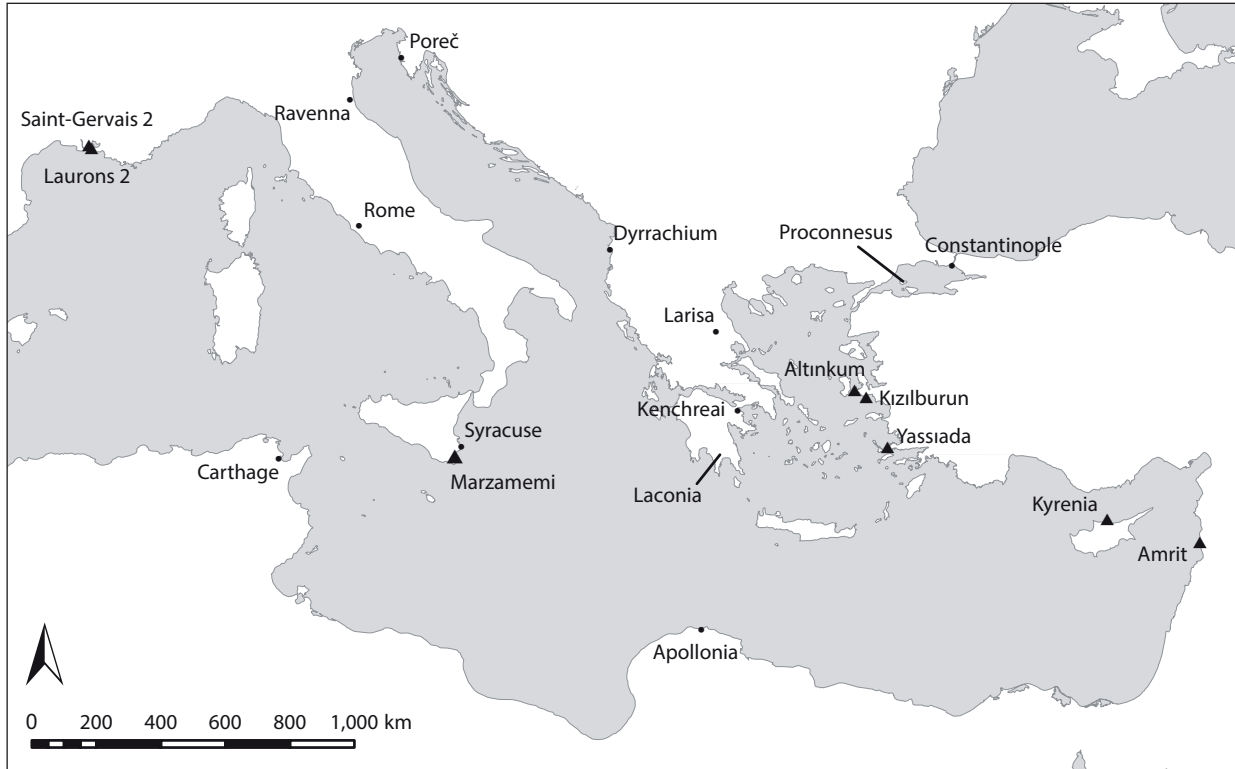 Poreč
Ravenna
Saint-Gervais 2
Laurons 2
Rome
Dyrrachium
Proconnesus
Constantinople
Larisa
Altınkum
Kızılburun
Kenchreai
Yassıada
Syracuse
Carthage
Marzamemi
Laconia
Kyrenia
Amrit
Apollonia
0 200 400 600 800 1,000 km